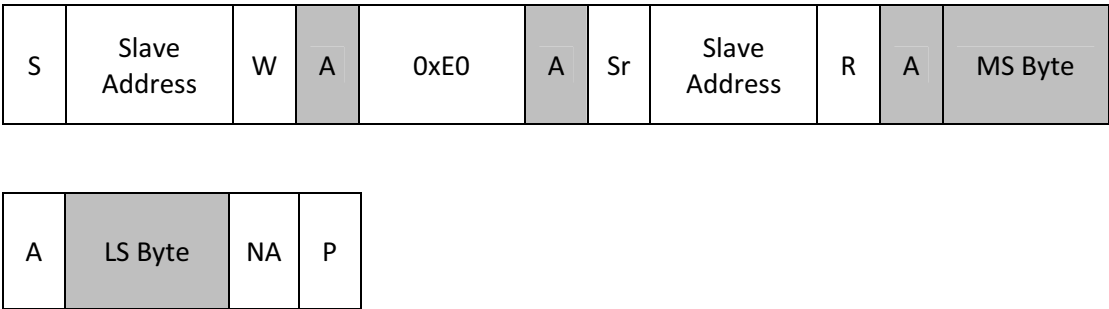 S Slave Address W A 0xE0 A Sr Slave Address R A MS Byte
A LS Byte NA P